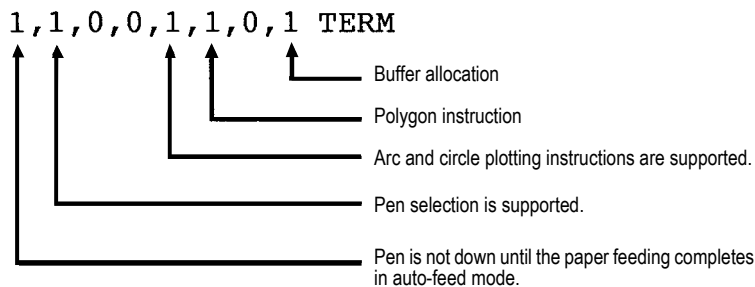 1,1,0,0,1,1,0,1 TERM
Buffer allocation
Polygon instruction
Arc and circle plotting instructions are supported.
Pen selection is supported.
Pen is not down until the paper feeding completes
in auto-feed mode.